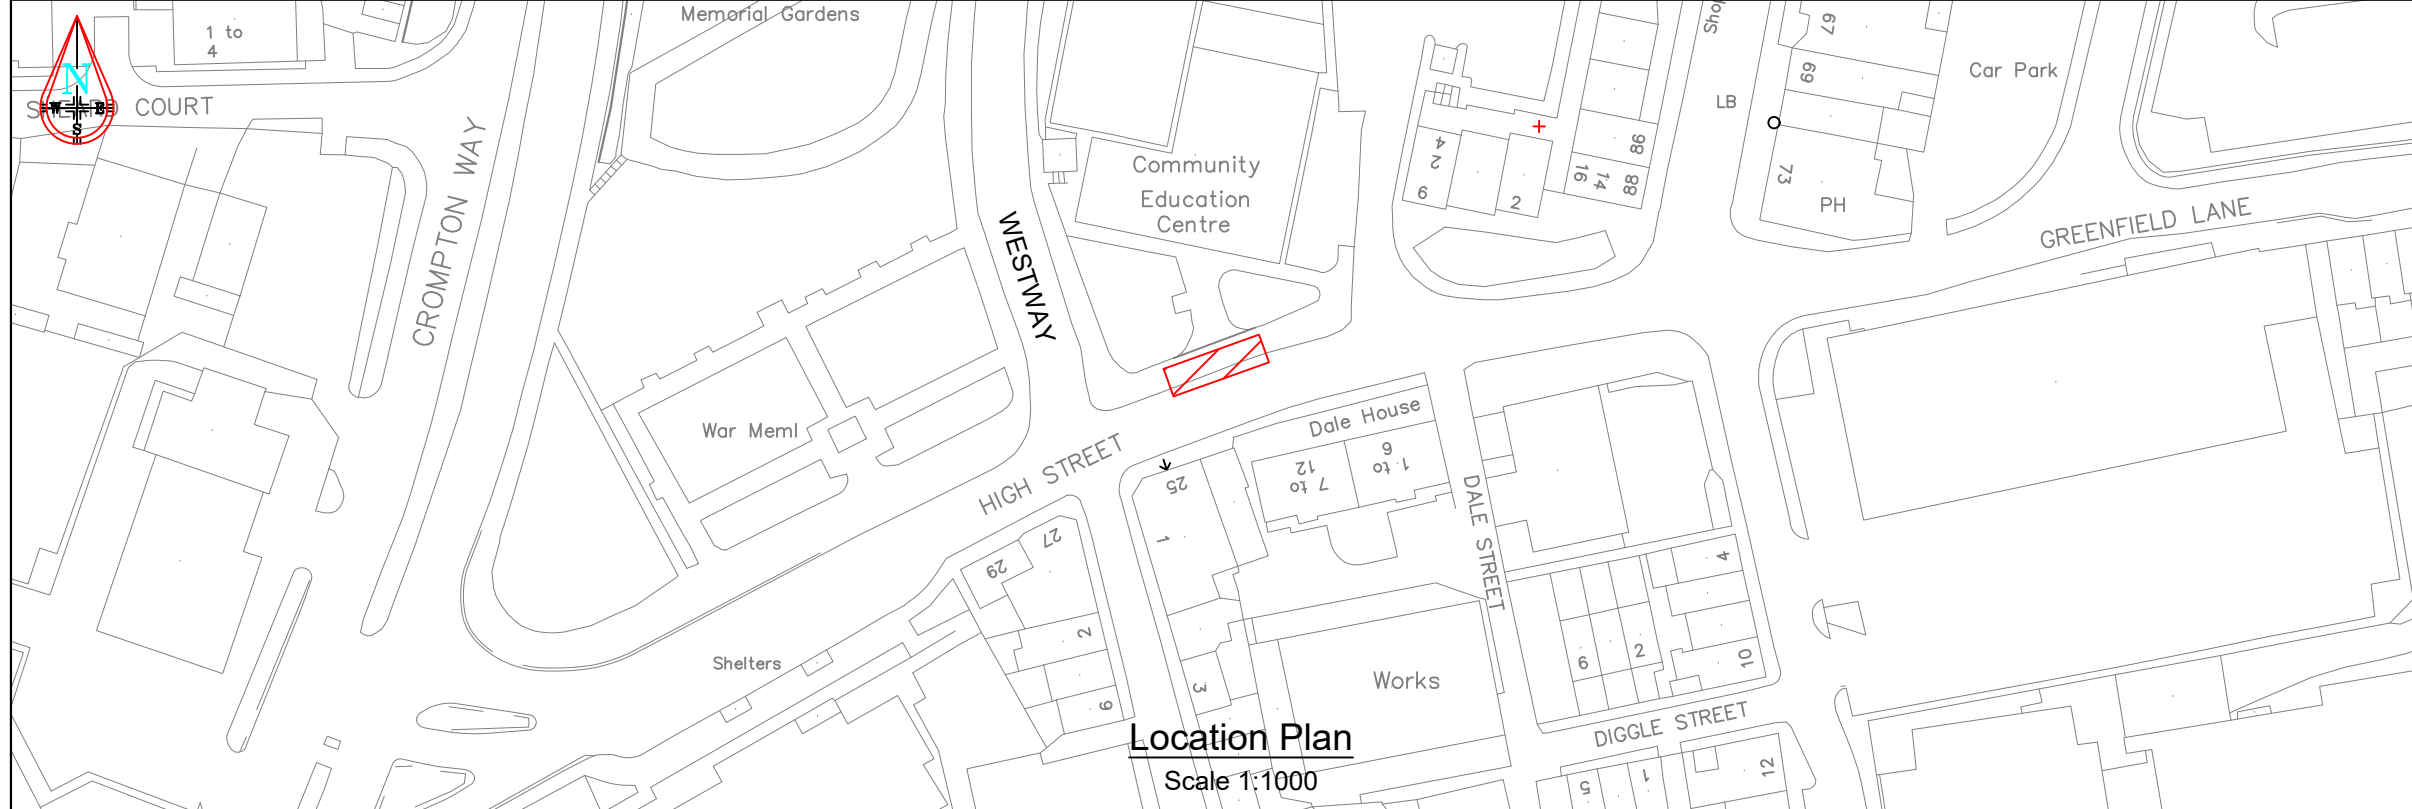 Memorial Gardens
1 to
4
N
W
E
S
SHEARD COURT
CROMPTON WAY
WESTWAY
Community
Education
Centre
4
2
6
2
16
14
88
86
Shop
LB
67
69
73
PH
Car Park
GREENFIELD LANE
War Meml
HIGH STREET
Dale House
7 to
12
1 to
6
25
1
27
29
2
6
3
DALE STREET
Shelters
Works
4
6
2
10
DIGGLE STREET
5
1
12
Location Plan
Scale 1:1000